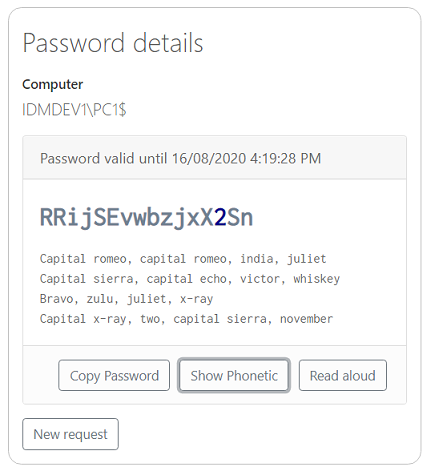 Password details
Computer
IDMDEV1\PC1$
Password valid until 16/08/2020 4:19:28 PM
RRijSEvwbzjxX2Sn
Capital romeo, capital romeo, india, juliet
Capital sierra, capital echo, victor, whiskey
Bravo, zulu, juliet, x-ray
Capital x-ray, two, capital sierra, november
Copy Password Show Phonetic Read aloud
New request